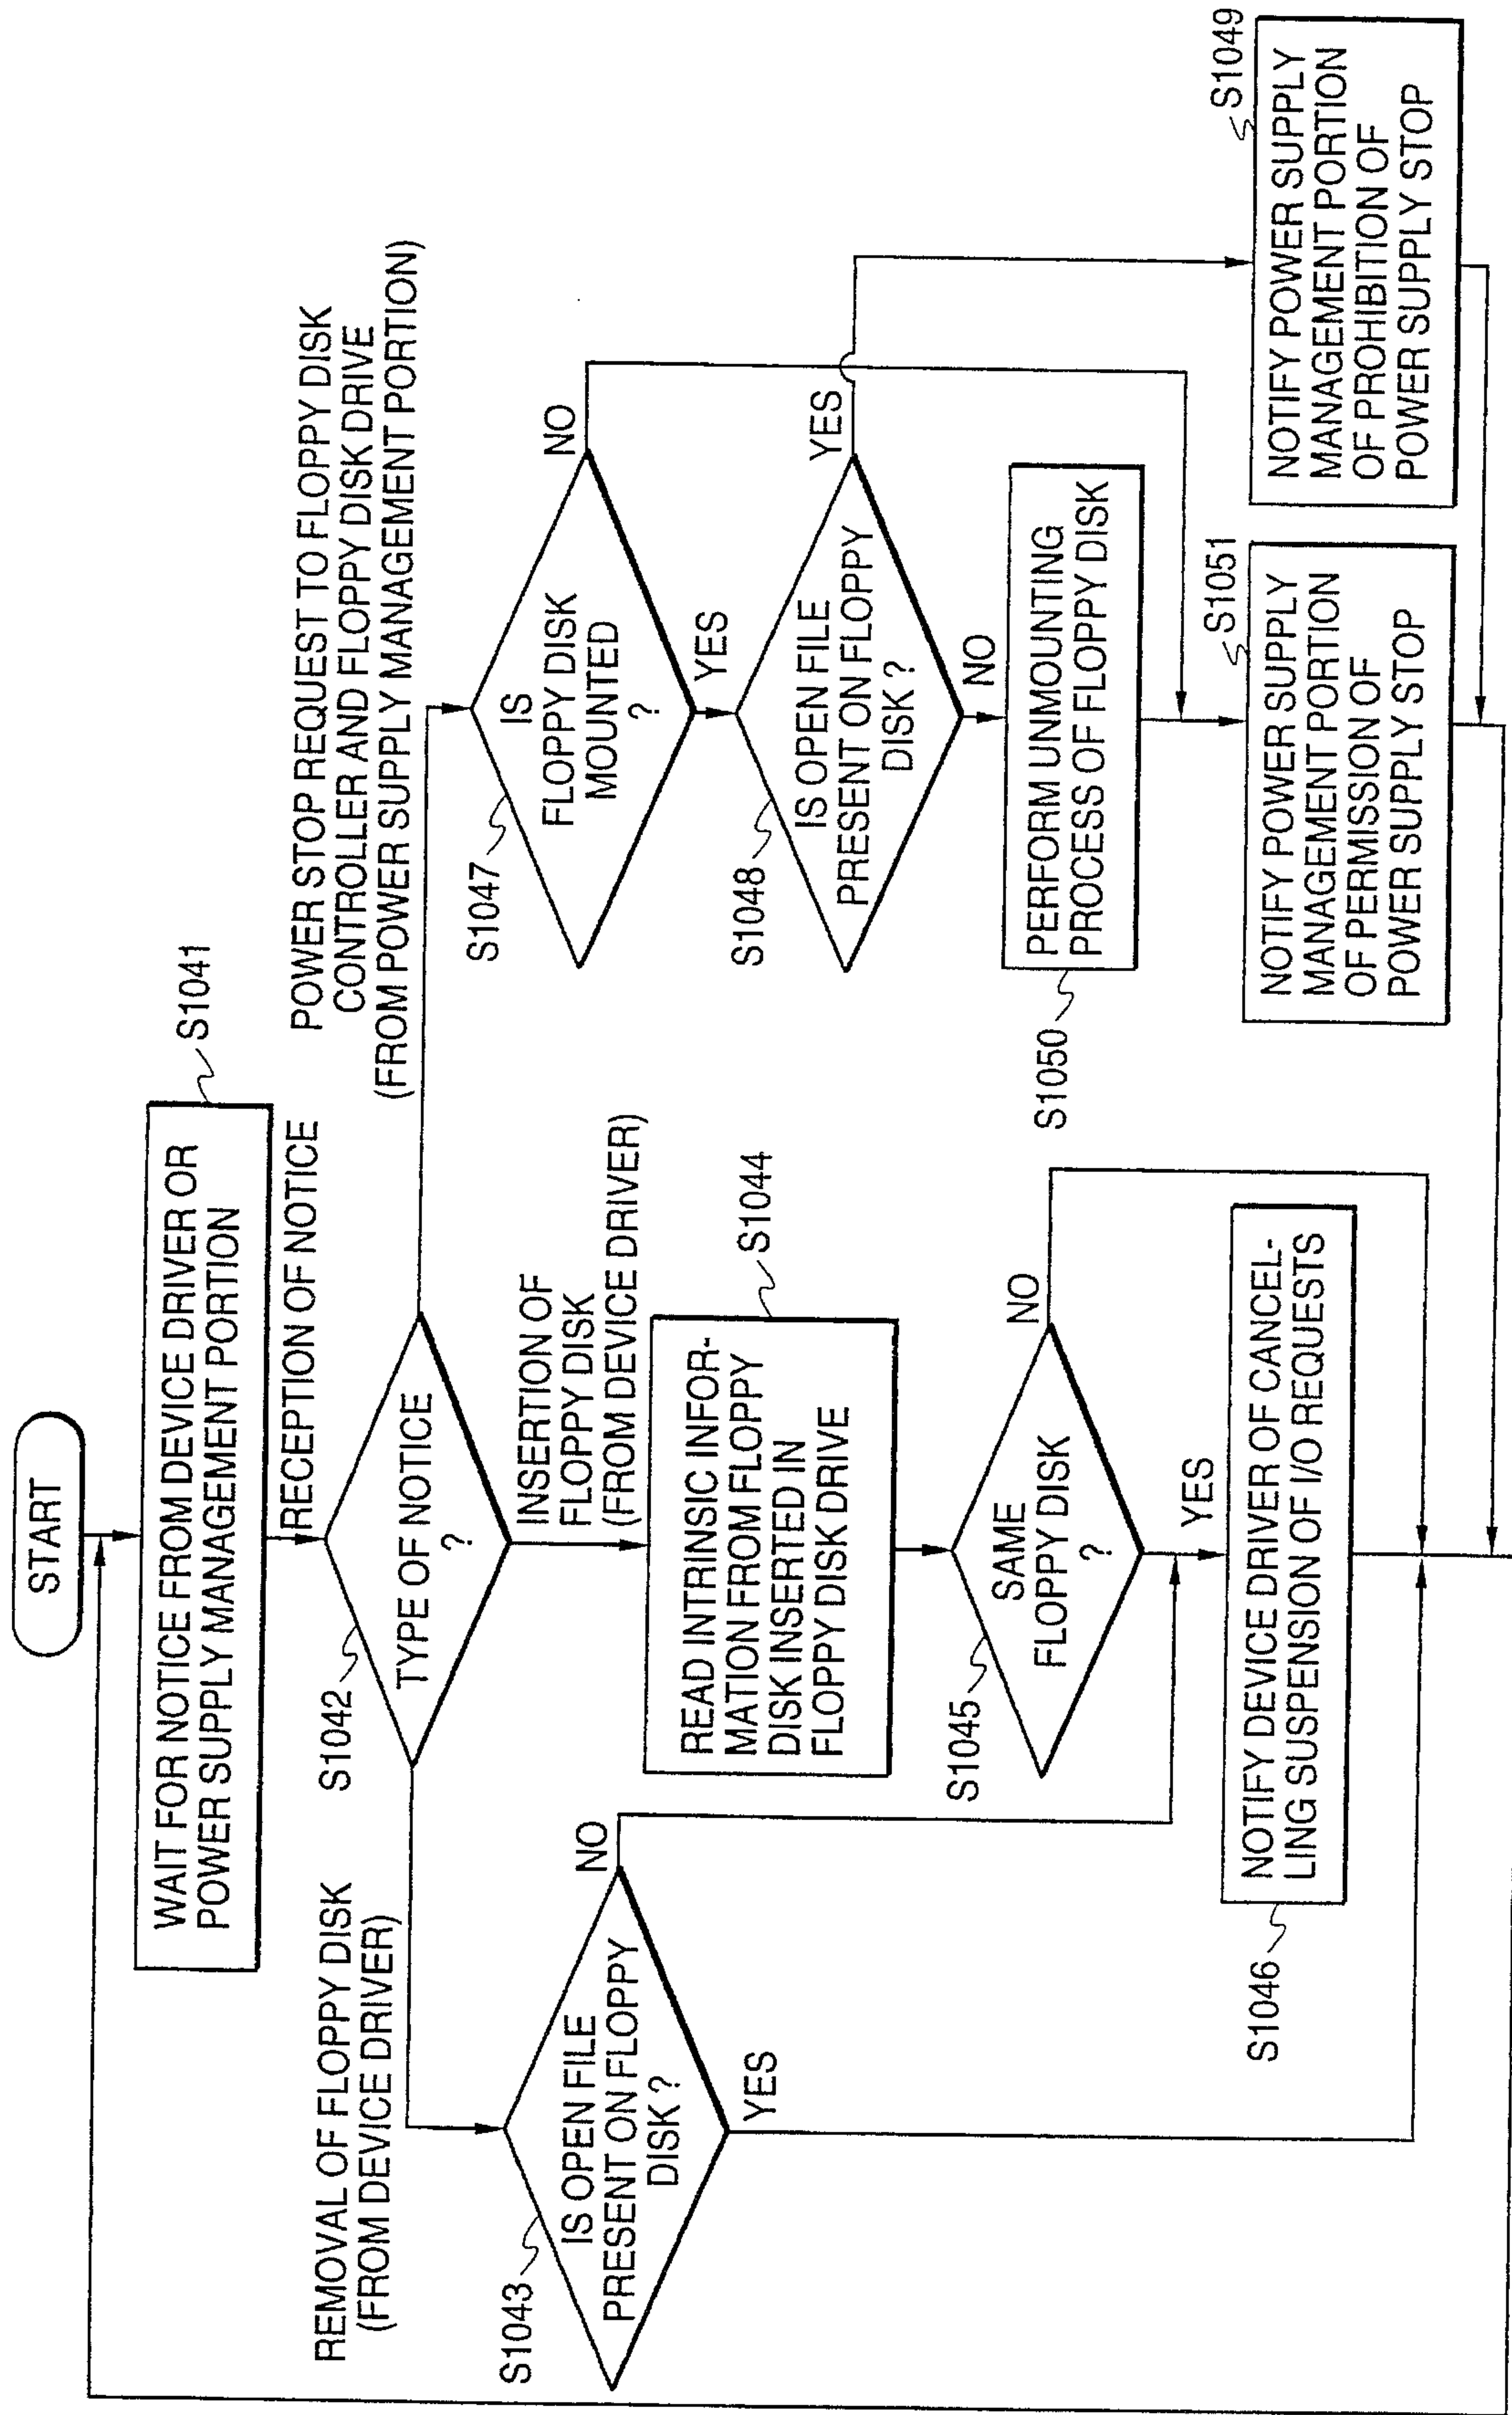 START
WAIT FOR NOTICE FROM DEVICE DRIVER OR
POWER SUPPLY MANAGEMENT PORTION
S1041
RECEPTION OF NOTICE
S1042
TYPE OF NOTICE
?
REMOVAL OF FLOPPY DISK
(FROM DEVICE DRIVER)
S1043
IS OPEN FILE
PRESENT ON FLOPPY
DISK ?
NO
YES
INSERTION OF
FLOPPY DISK
(FROM DEVICE DRIVER)
READ INTRINSIC INFOR-
MATION FROM FLOPPY
DISK INSERTED IN
FLOPPY DISK DRIVE
S1044
S1045
SAME
FLOPPY DISK
?
NO
YES
S1046
NOTIFY DEVICE DRIVER OF CANCEL-
LING SUSPENSION OF I/O REQUESTS
POWER STOP REQUEST TO FLOPPY DISK
CONTROLLER AND FLOPPY DISK DRIVE
(FROM POWER SUPPLY MANAGEMENT PORTION)
S1047
IS
FLOPPY DISK
MOUNTED
?
NO
YES
S1048
IS OPEN FILE
PRESENT ON FLOPPY
DISK ?
YES
NO
S1050
PERFORM UNMOUNTING
PROCESS OF FLOPPY DISK
S1051
NOTIFY POWER SUPPLY
MANAGEMENT PORTION
OF PERMISSION OF
POWER SUPPLY STOP
S1049
NOTIFY POWER SUPPLY
MANAGEMENT PORTION
OF PROHIBITION OF
POWER SUPPLY STOP